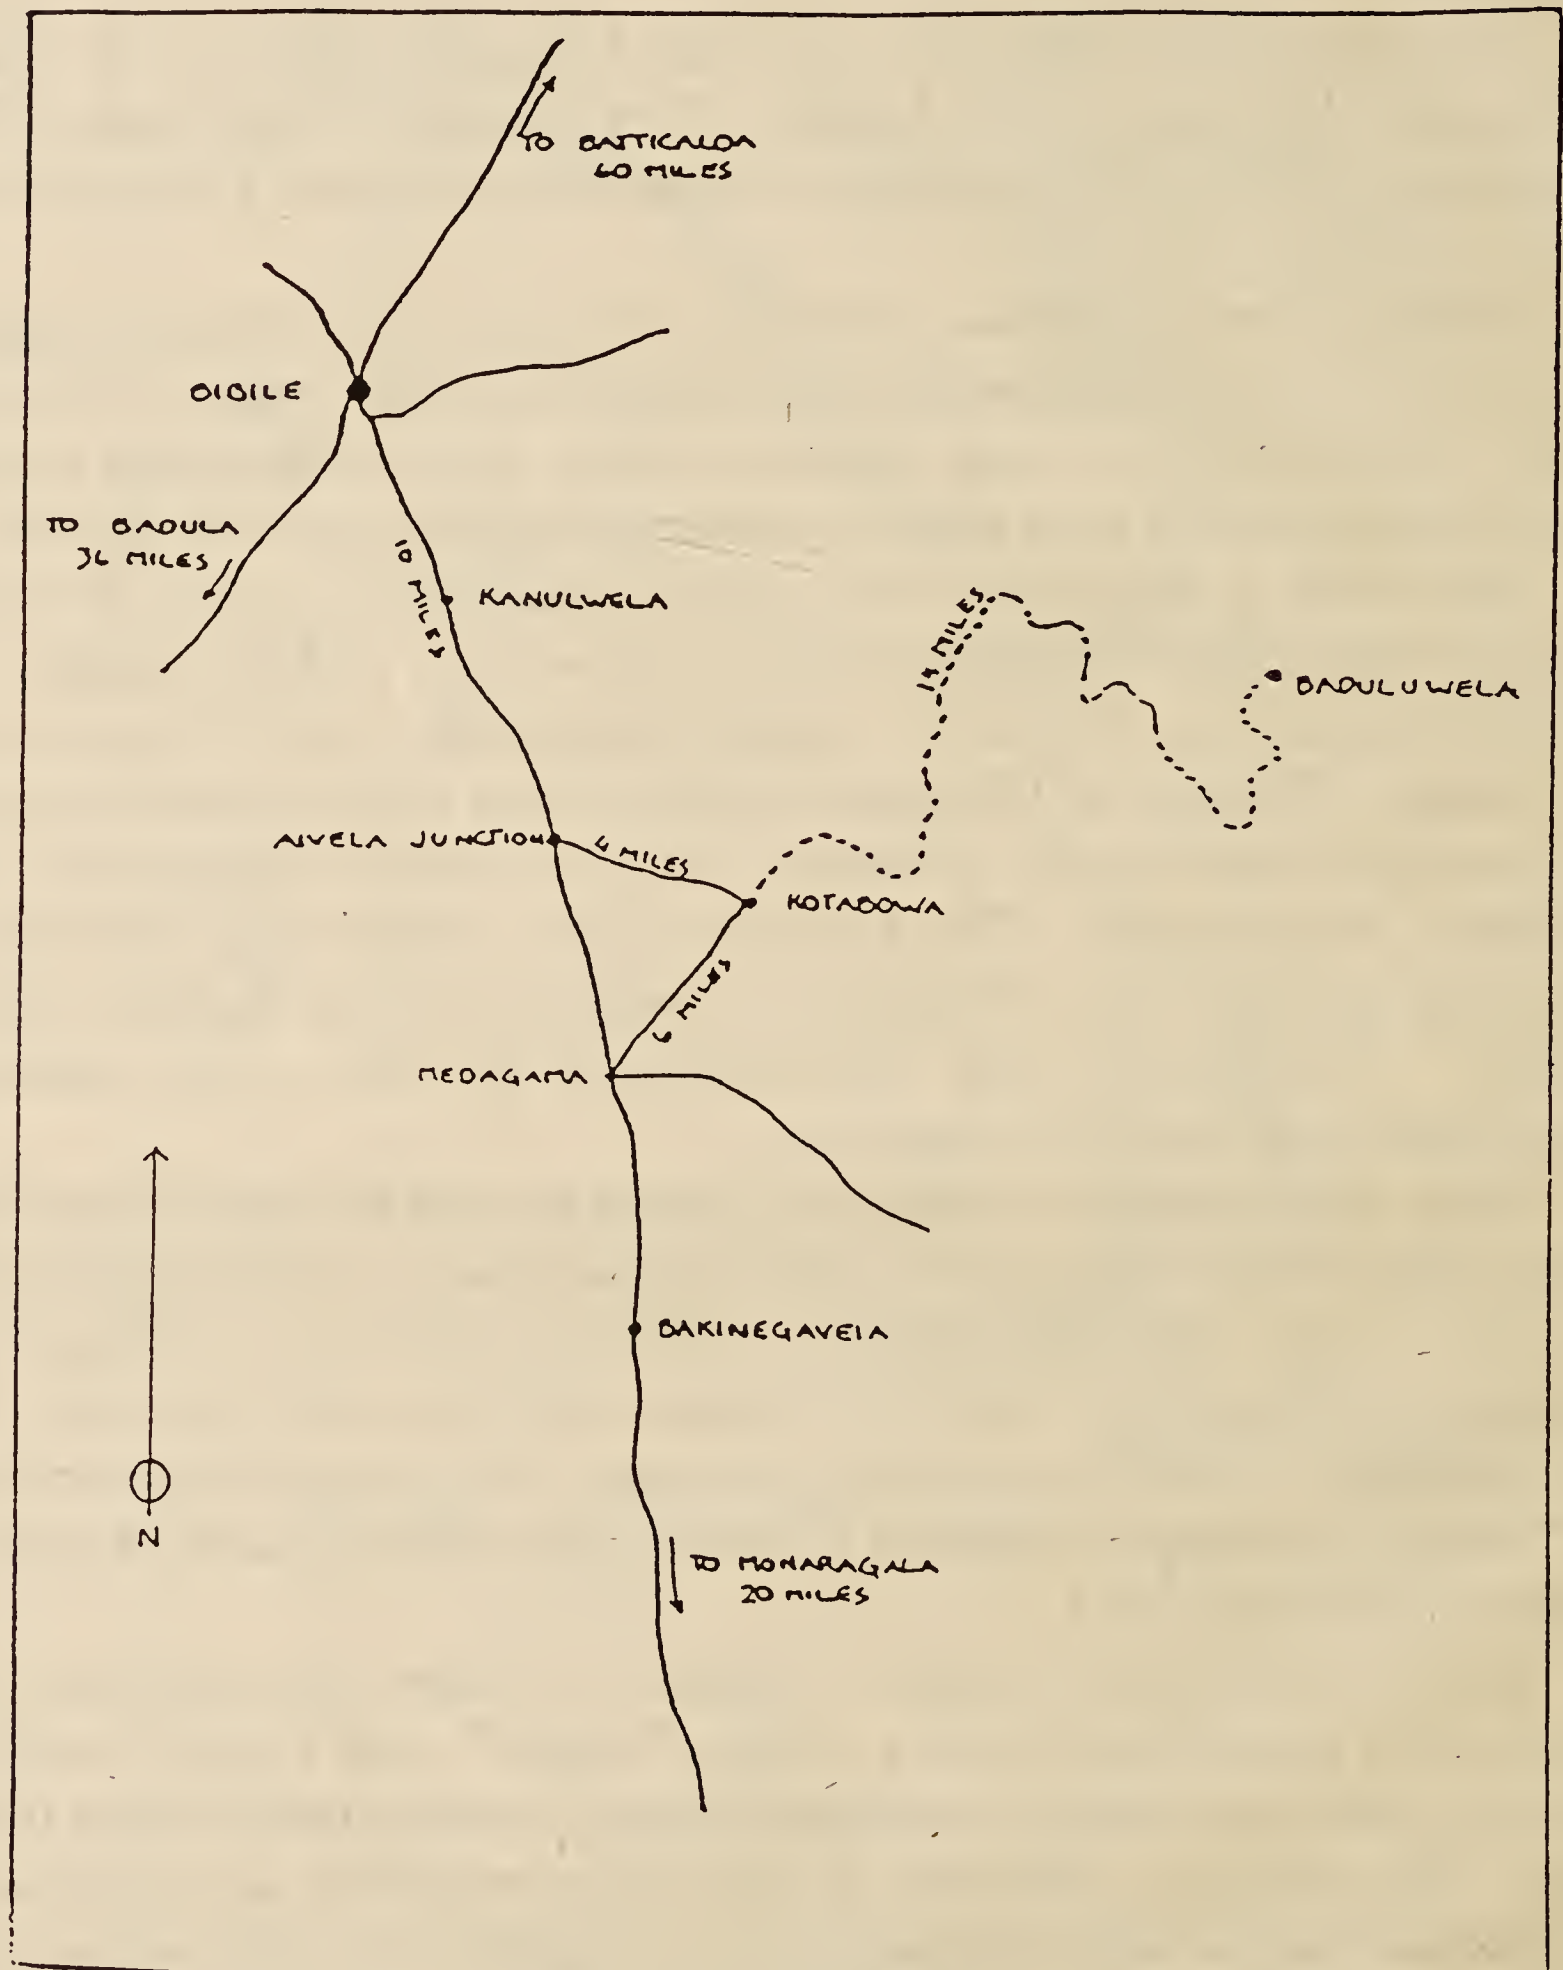 TO BATTICALOA
60 MILES
BIBILE
TO BADULA
36 MILES
10 MILES
KANULWELA
14 MILES
BADULUWELA
AIVELA JUNCTION
4 MILES
KOTABOWA
6 MILES
MEDAGAMA
BAKINEGAVEIA
N
TO MONARAGALA
20 MILES